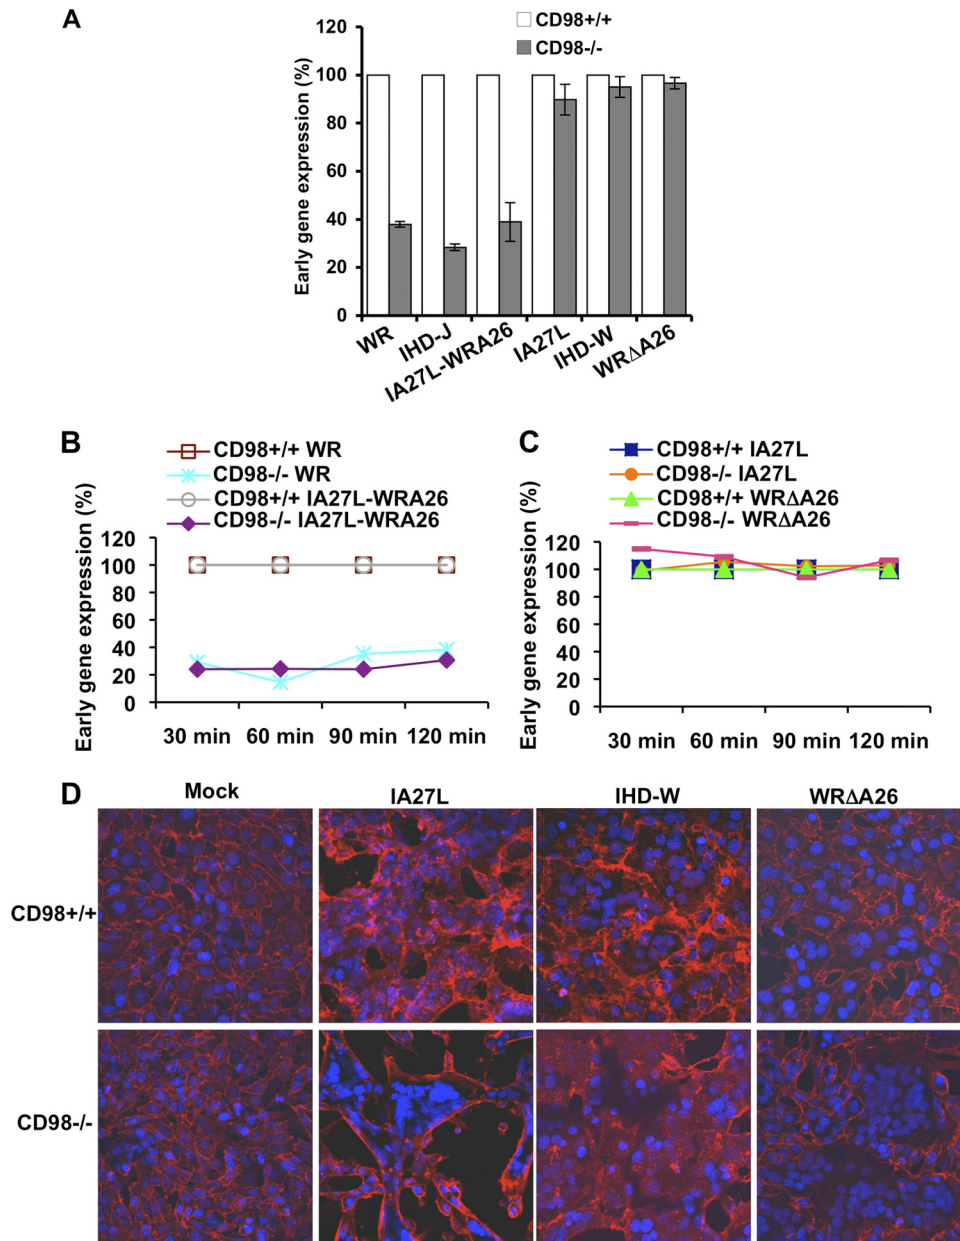 A
CD98+/+
CD98-/-
Early gene expression (%)
120
100
80
60
40
20
0
WR
IHD-J
IA27L-WRA26
IA27L
IHD-W
WRΔA26
B
CD98+/+ WR
CD98-/- WR
CD98+/+ IA27L-WRA26
CD98-/- IA27L-WRA26
Early gene expression (%)
120
100
80
60
40
20
0
30 min 60 min 90 min 120 min
C
CD98+/+ IA27L
CD98-/- IA27L
CD98+/+ WRΔA26
CD98-/- WRΔA26
Early gene expression (%)
120
100
80
60
40
20
0
30 min 60 min 90 min 120 min
D
Mock IA27L IHD-W WRΔA26
CD98+/+
CD98-/-